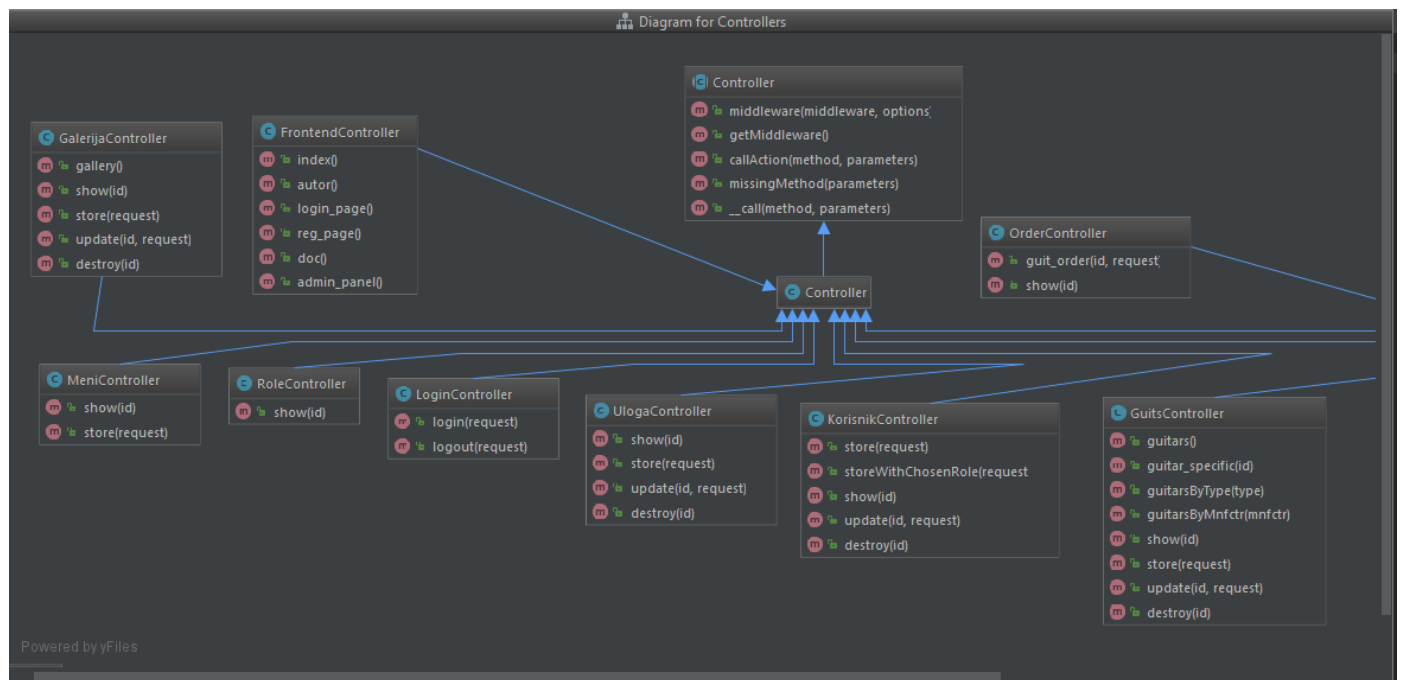 Diagram for Controllers
Controller
middleware(middleware, options)
getMiddleware()
callAction(method, parameters)
missingMethod(parameters)
__call(method, parameters)
GalerijaController
gallery()
show(id)
store(request)
update(id, request)
destroy(id)
FrontendController
index()
autor()
login_page()
reg_page()
doc()
admin_panel()
OrderController
guit_order(id, request)
show(id)
Controller
MeniController
show(id)
store(request)
RoleController
show(id)
LoginController
login(request)
logout(request)
UlogaController
show(id)
store(request)
update(id, request)
destroy(id)
KorisnikController
store(request)
storeWithChosenRole(request
show(id)
update(id, request)
destroy(id)
GuitsController
guitars()
guitar_specific(id)
guitarsByType(type)
guitarsByMnfctr(mnfctr)
show(id)
store(request)
update(id, request)
destroy(id)
Powered by yFiles